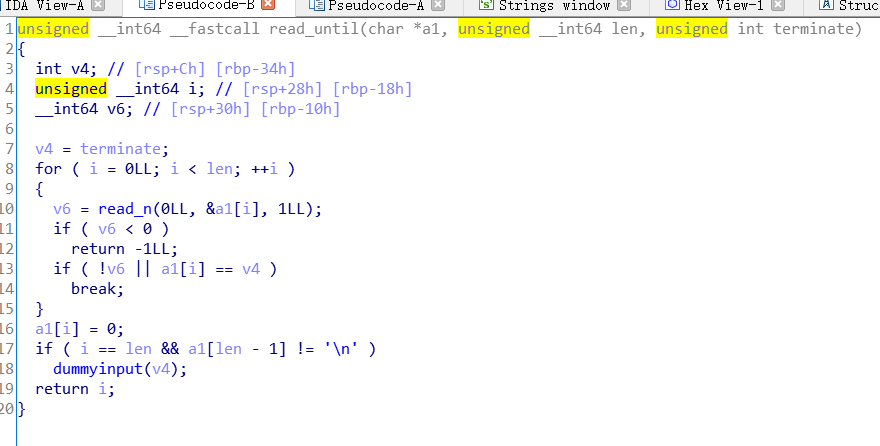 IDA View-A Pseudocode-B Pseudocode-A Strings window Hex View-1 Struc
1 unsigned __int64 __fastcall read_until(char *a1, unsigned __int64 len, unsigned int terminate)
2 {
3   int v4; // [rsp+Ch] [rbp-34h]
4   unsigned __int64 i; // [rsp+28h] [rbp-18h]
5   __int64 v6; // [rsp+30h] [rbp-10h]
6
7   v4 = terminate;
8   for ( i = 0LL; i < len; ++i )
9   {
10     v6 = read_n(0LL, &a1[i], 1LL);
11     if ( v6 < 0 )
12       return -1LL;
13     if ( !v6 || a1[i] == v4 )
14       break;
15   }
16   a1[i] = 0;
17   if ( i == len && a1[len - 1] != '\n' )
18     dummyinput(v4);
19   return i;
20 }